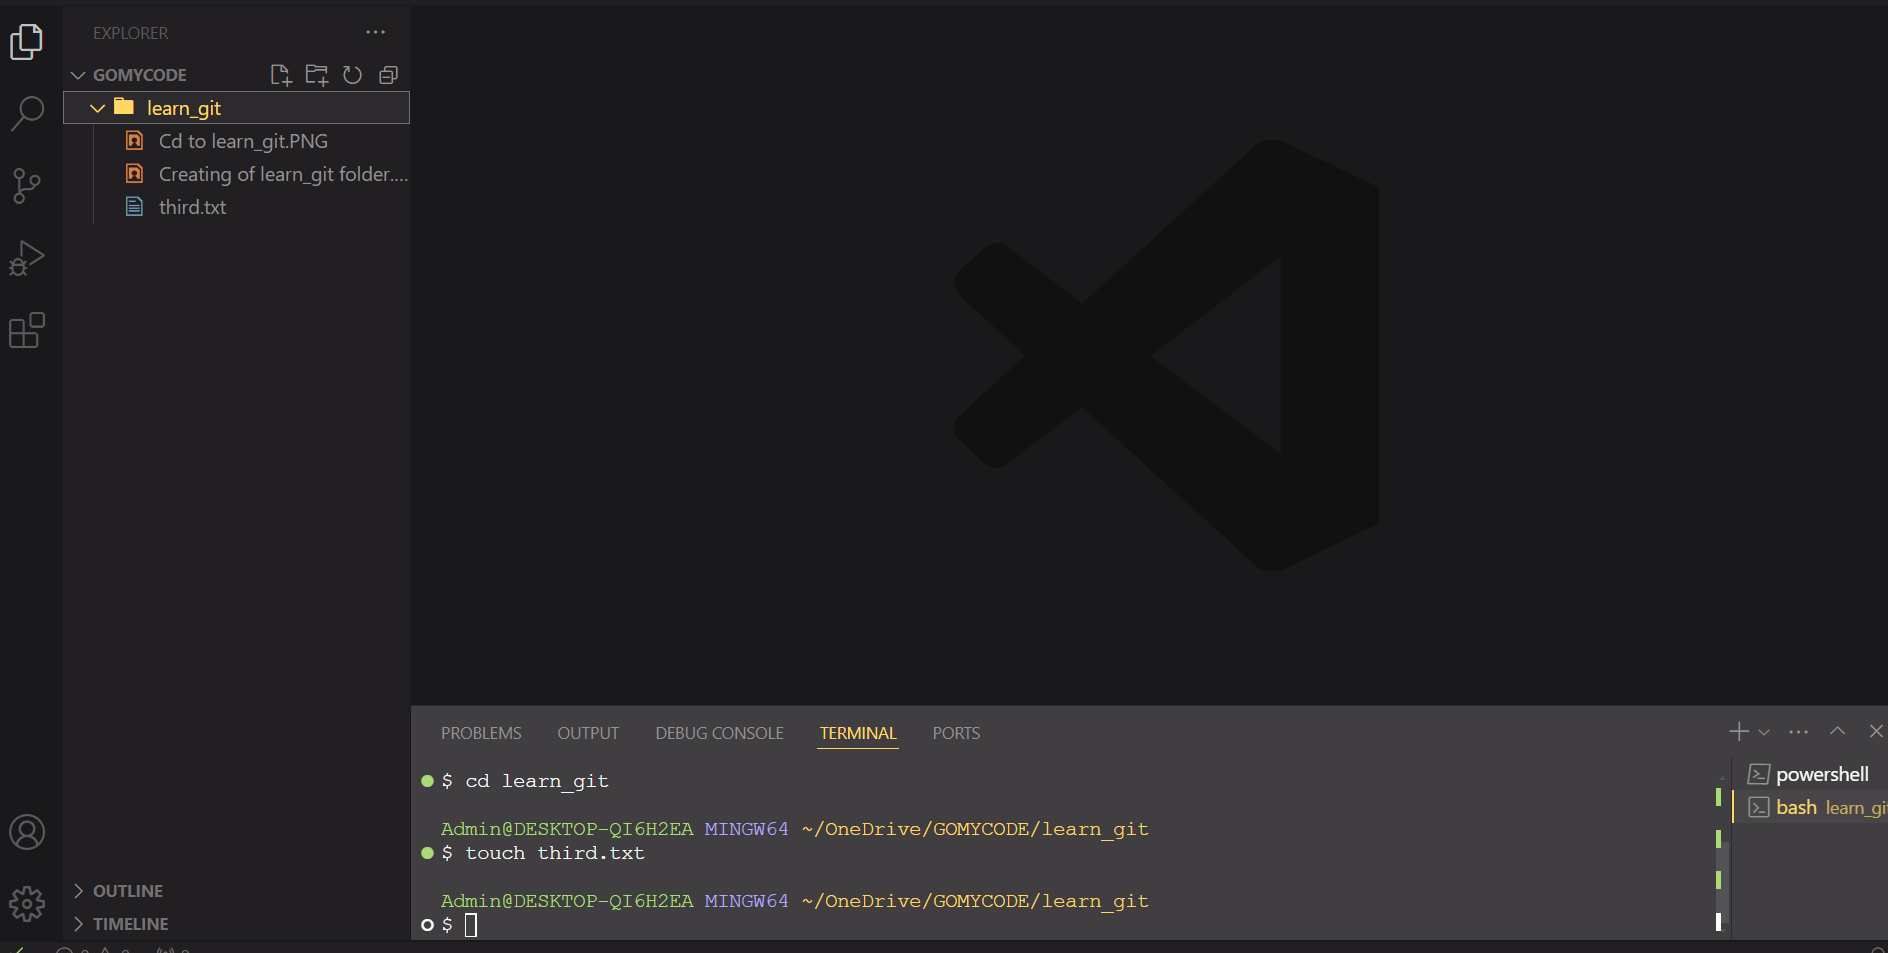 EXPLORER
GOMYCODE
learn_git
Cd to learn_git.PNG
Creating of learn_git folder....
third.txt
OUTLINE
TIMELINE
PROBLEMS OUTPUT DEBUG CONSOLE TERMINAL PORTS
$ cd learn_git
Admin@DESKTOP-QI6H2EA MINGW64 ~/OneDrive/GOMYCODE/learn_git
$ touch third.txt
Admin@DESKTOP-QI6H2EA MINGW64 ~/OneDrive/GOMYCODE/learn_git
$
powershell
bash learn_git